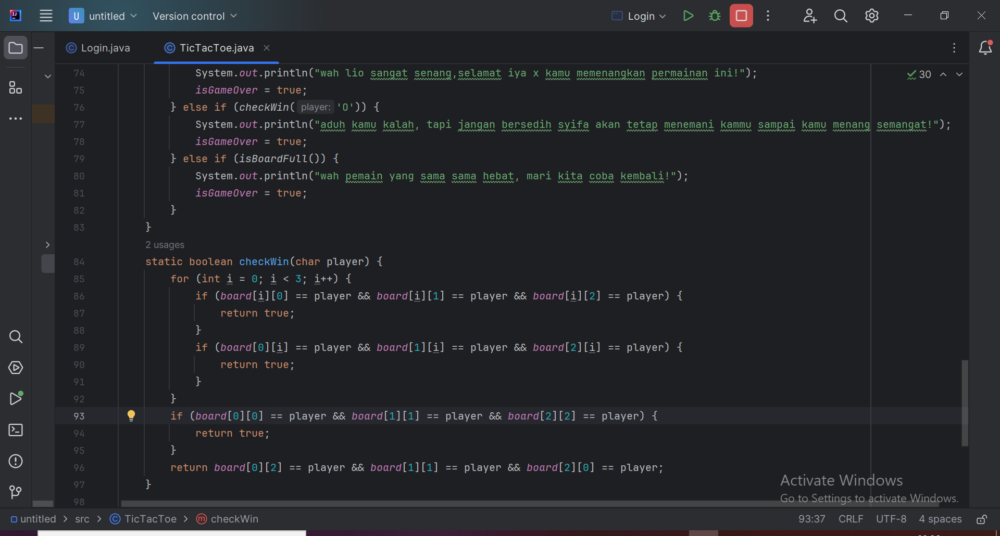 U untitled Version control Login
Login.java TicTacToe.java
30
74 System.out.println("wah lio sangat senang,selamat iya x kamu memenangkan permainan ini!");
75 isGameOver = true;
76 } else if (checkWin( player: 'O')) {
77 System.out.println("aduh kamu kalah, tapi jangan bersedih syifa akan tetap menemani kammu sampai kamu menang semangat!");
78 isGameOver = true;
79 } else if (isBoardFull()) {
80 System.out.println("wah pemain yang sama sama hebat, mari kita coba kembali!");
81 isGameOver = true;
82 }
83 }
2 usages
84 static boolean checkWin(char player) {
85 for (int i = 0; i < 3; i++) {
86 if (board[i][0] == player && board[i][1] == player && board[i][2] == player) {
87 return true;
88 }
89 if (board[0][i] == player && board[1][i] == player && board[2][i] == player) {
90 return true;
91 }
92 }
93 if (board[0][0] == player && board[1][1] == player && board[2][2] == player) {
94 return true;
95 }
96 return board[0][2] == player && board[1][1] == player && board[2][0] == player;
97 }
98
Activate Windows
Go to Settings to activate Windows.
untitled > src > TicTacToe > checkWin 93:37 CRLF UTF-8 4 spaces